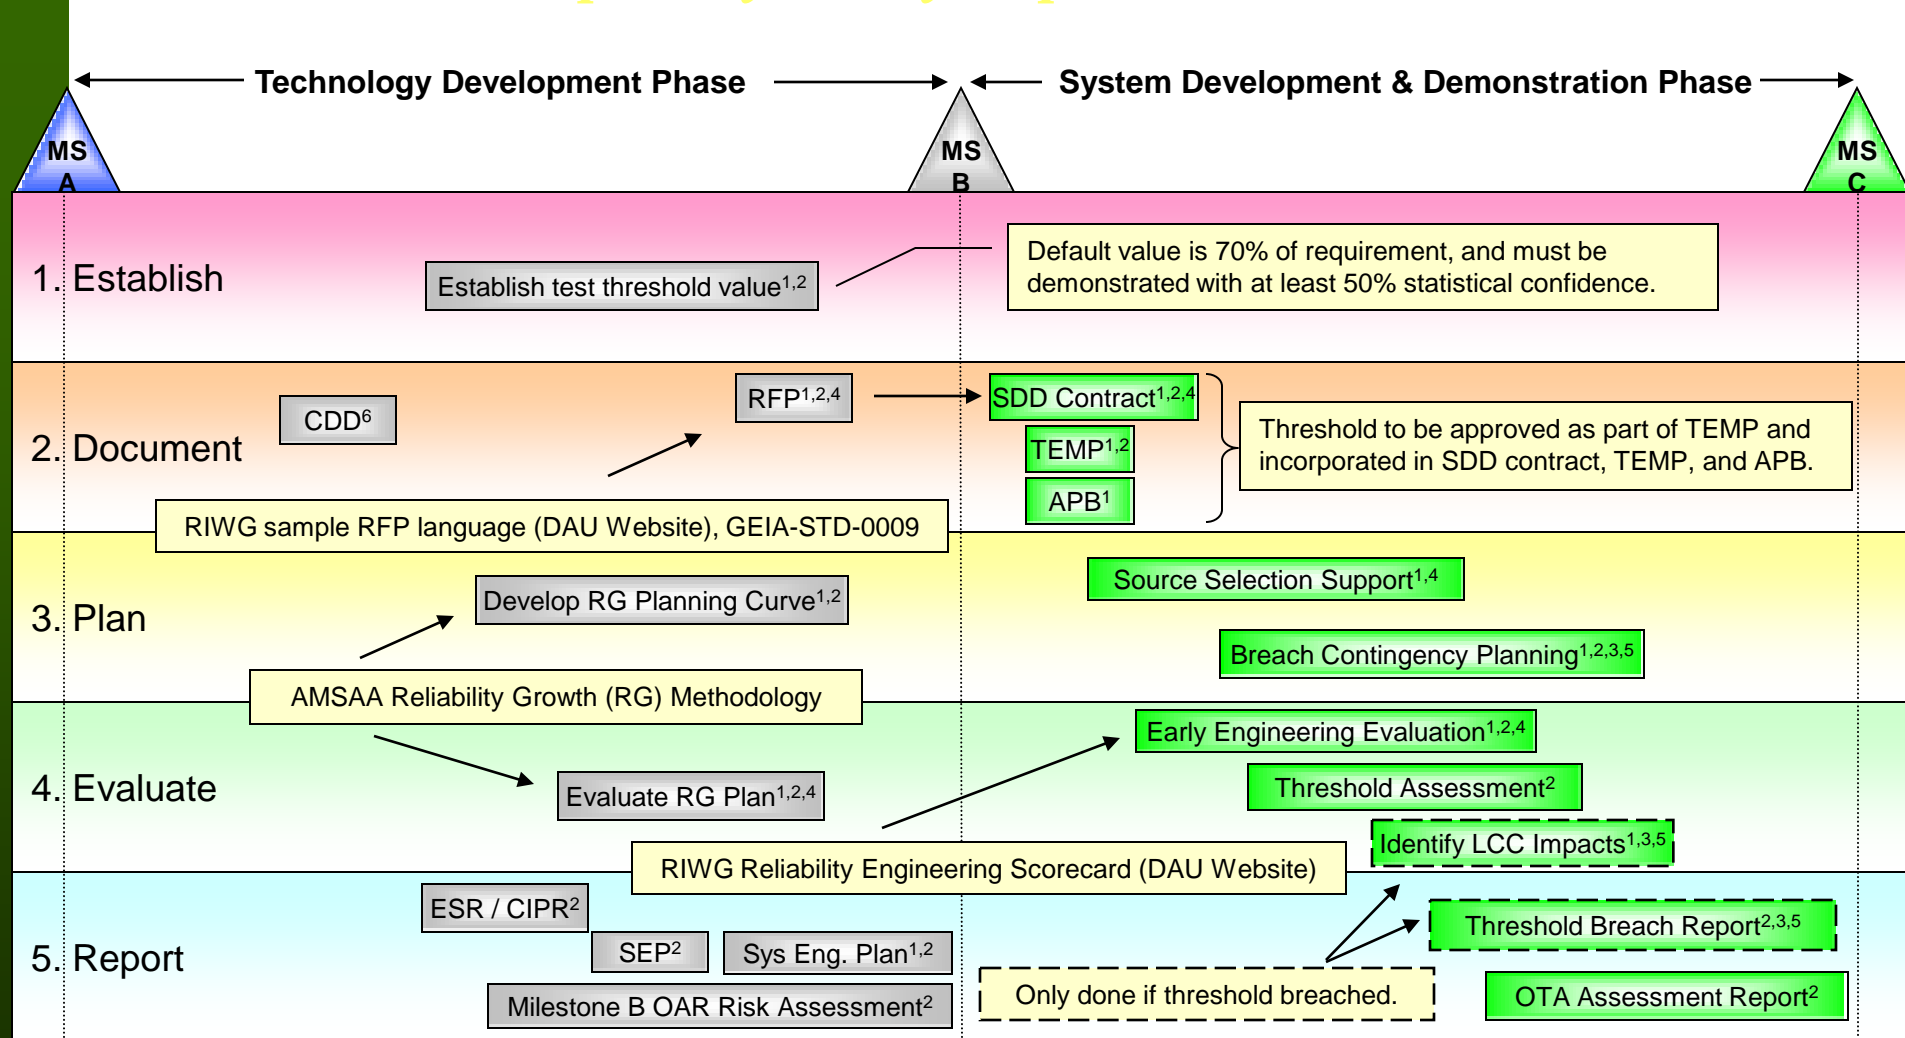 Technology Development Phase
System Development & Demonstration Phase
MS
A
MS
B
MS
C
1. Establish
Establish test threshold value1,2
Default value is 70% of requirement, and must be
demonstrated with at least 50% statistical confidence.
2. Document
CDD6
RFP1,2,4
SDD Contract1,2,4
TEMP1,2
APB1
Threshold to be approved as part of TEMP and
incorporated in SDD contract, TEMP, and APB.
RIWG sample RFP language (DAU Website), GEIA-STD-0009
3. Plan
Develop RG Planning Curve1,2
Source Selection Support1,4
Breach Contingency Planning1,2,3,5
AMSAA Reliability Growth (RG) Methodology
4. Evaluate
Evaluate RG Plan1,2,4
Early Engineering Evaluation1,2,4
Threshold Assessment2
Identify LCC Impacts1,3,5
RIWG Reliability Engineering Scorecard (DAU Website)
5. Report
ESR / CIPR2
SEP2
Sys Eng. Plan1,2
Milestone B OAR Risk Assessment2
Only done if threshold breached.
Threshold Breach Report2,3,5
OTA Assessment Report2